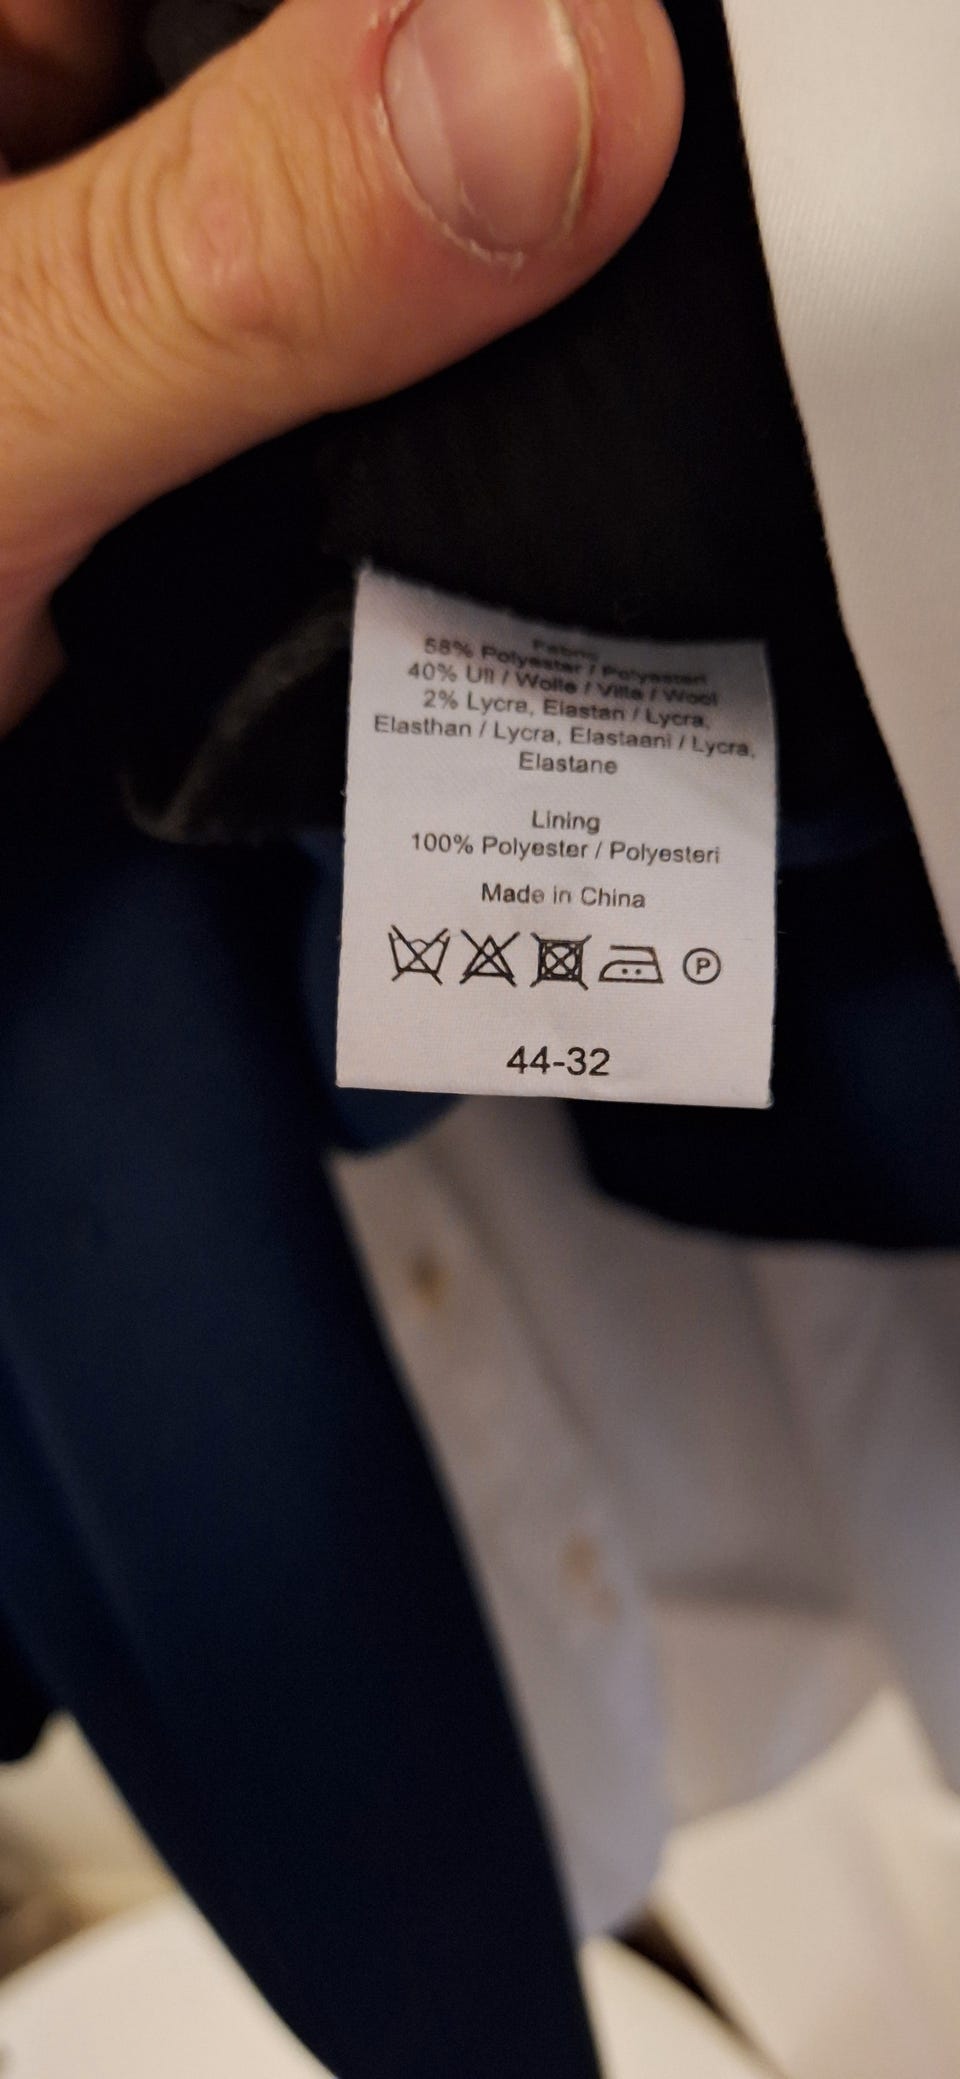 Fabric
58% Polyester / Polyesteri
40% Ull / Wolle / Villa / Wool
2% Lycra, Elastan / Lycra,
Elasthan / Lycra, Elastaani / Lycra,
Elastane
Lining
100% Polyester / Polyesteri
Made in China
P
44-32